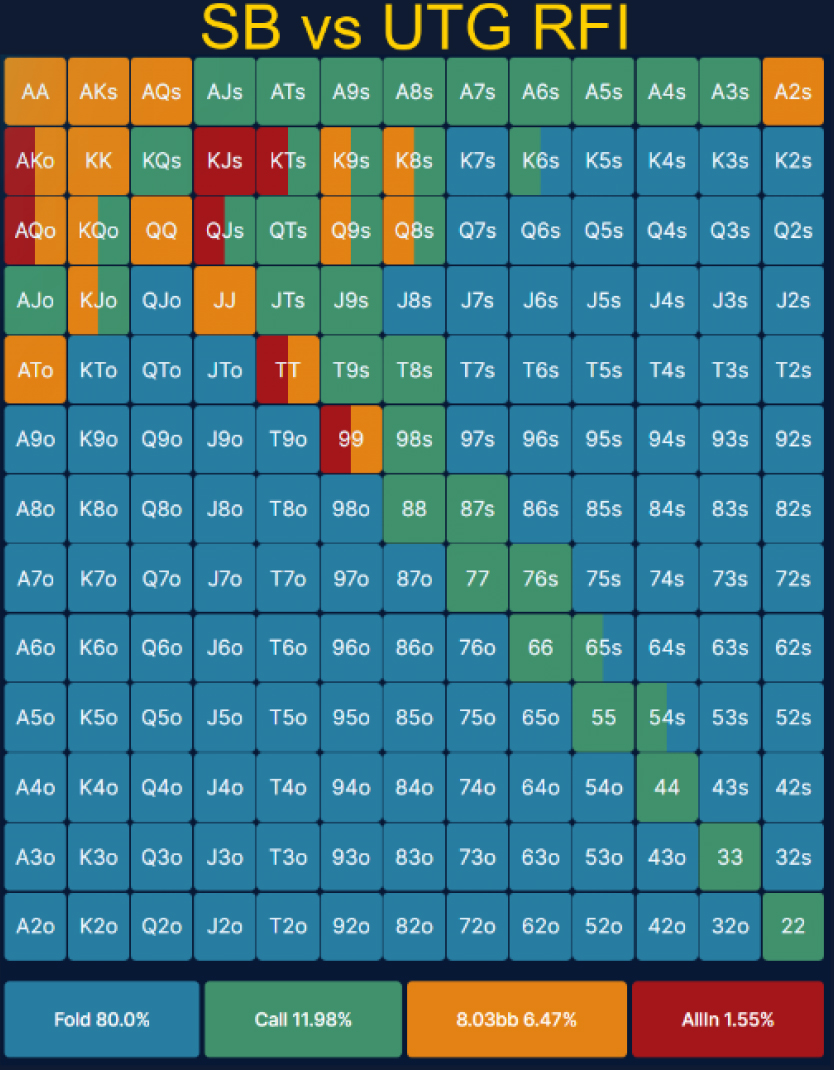 SB vs UTG RFI
AA AKs AQs AJs ATs A9s A8s A7s A6s A5s A4s A3s A2s
AKo KK KQs KJs KTs K9s K8s K7s K6s K5s K4s K3s K2s
AQo KQo QQ QJs QTs Q9s Q8s Q7s Q6s Q5s Q4s Q3s Q2s
AJo KJo QJo JJ JTs J9s J8s J7s J6s J5s J4s J3s J2s
ATo KTo QTo JTo TT T9s T8s T7s T6s T5s T4s T3s T2s
A9o K9o Q9o J9o T9o 99 98s 97s 96s 95s 94s 93s 92s
A8o K8o Q8o J8o T8o 98o 88 87s 86s 85s 84s 83s 82s
A7o K7o Q7o J7o T7o 97o 87o 77 76s 75s 74s 73s 72s
A6o K6o Q6o J6o T6o 96o 86o 76o 66 65s 64s 63s 62s
A5o K5o Q5o J5o T5o 95o 85o 75o 65o 55 54s 53s 52s
A4o K4o Q4o J4o T4o 94o 84o 74o 64o 54o 44 43s 42s
A3o K3o Q3o J3o T3o 93o 83o 73o 63o 53o 43o 33 32s
A2o K2o Q2o J2o T2o 92o 82o 72o 62o 52o 42o 32o 22
Fold 80.0% Call 11.98% 8.03bb 6.47% AllIn 1.55%